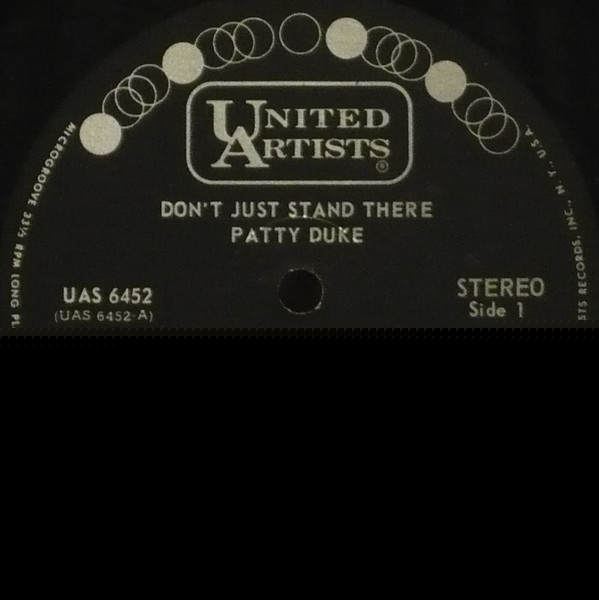 UNITED
ARTISTS
®
DON'T JUST STAND THERE
PATTY DUKE
UAS 6452
(UAS 6452-A)
STEREO
Side 1
MICROGROOVE 33⅓ RPM LONG
RECORDS, INC., N. Y., U.S.A.